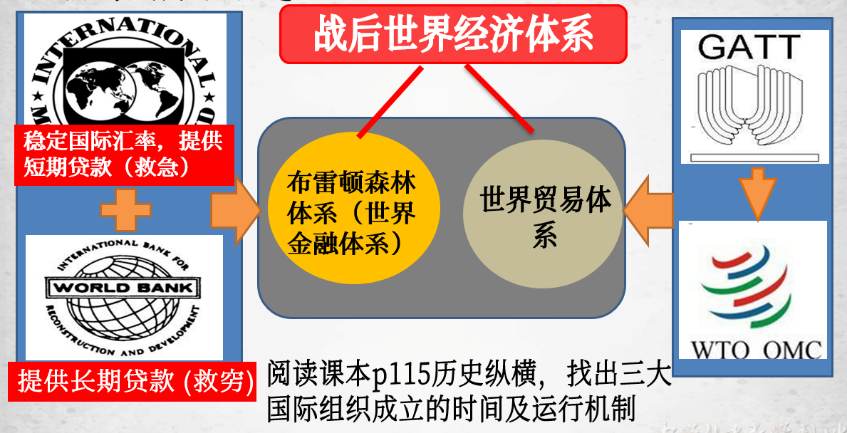 战后世界经济体系
INTERNATIONAL
稳定国际汇率，提供
短期贷款（救急）
INTERNATIONAL BANK FOR
WORLD BANK
RECONSTRUCTION AND DEVELOPMENT
提供长期贷款 (救穷)
布雷顿森林
体系（世界
金融体系）
世界贸易体
系
GATT
WTO OMC
阅读课本p115历史纵横，找出三大
国际组织成立的时间及运行机制